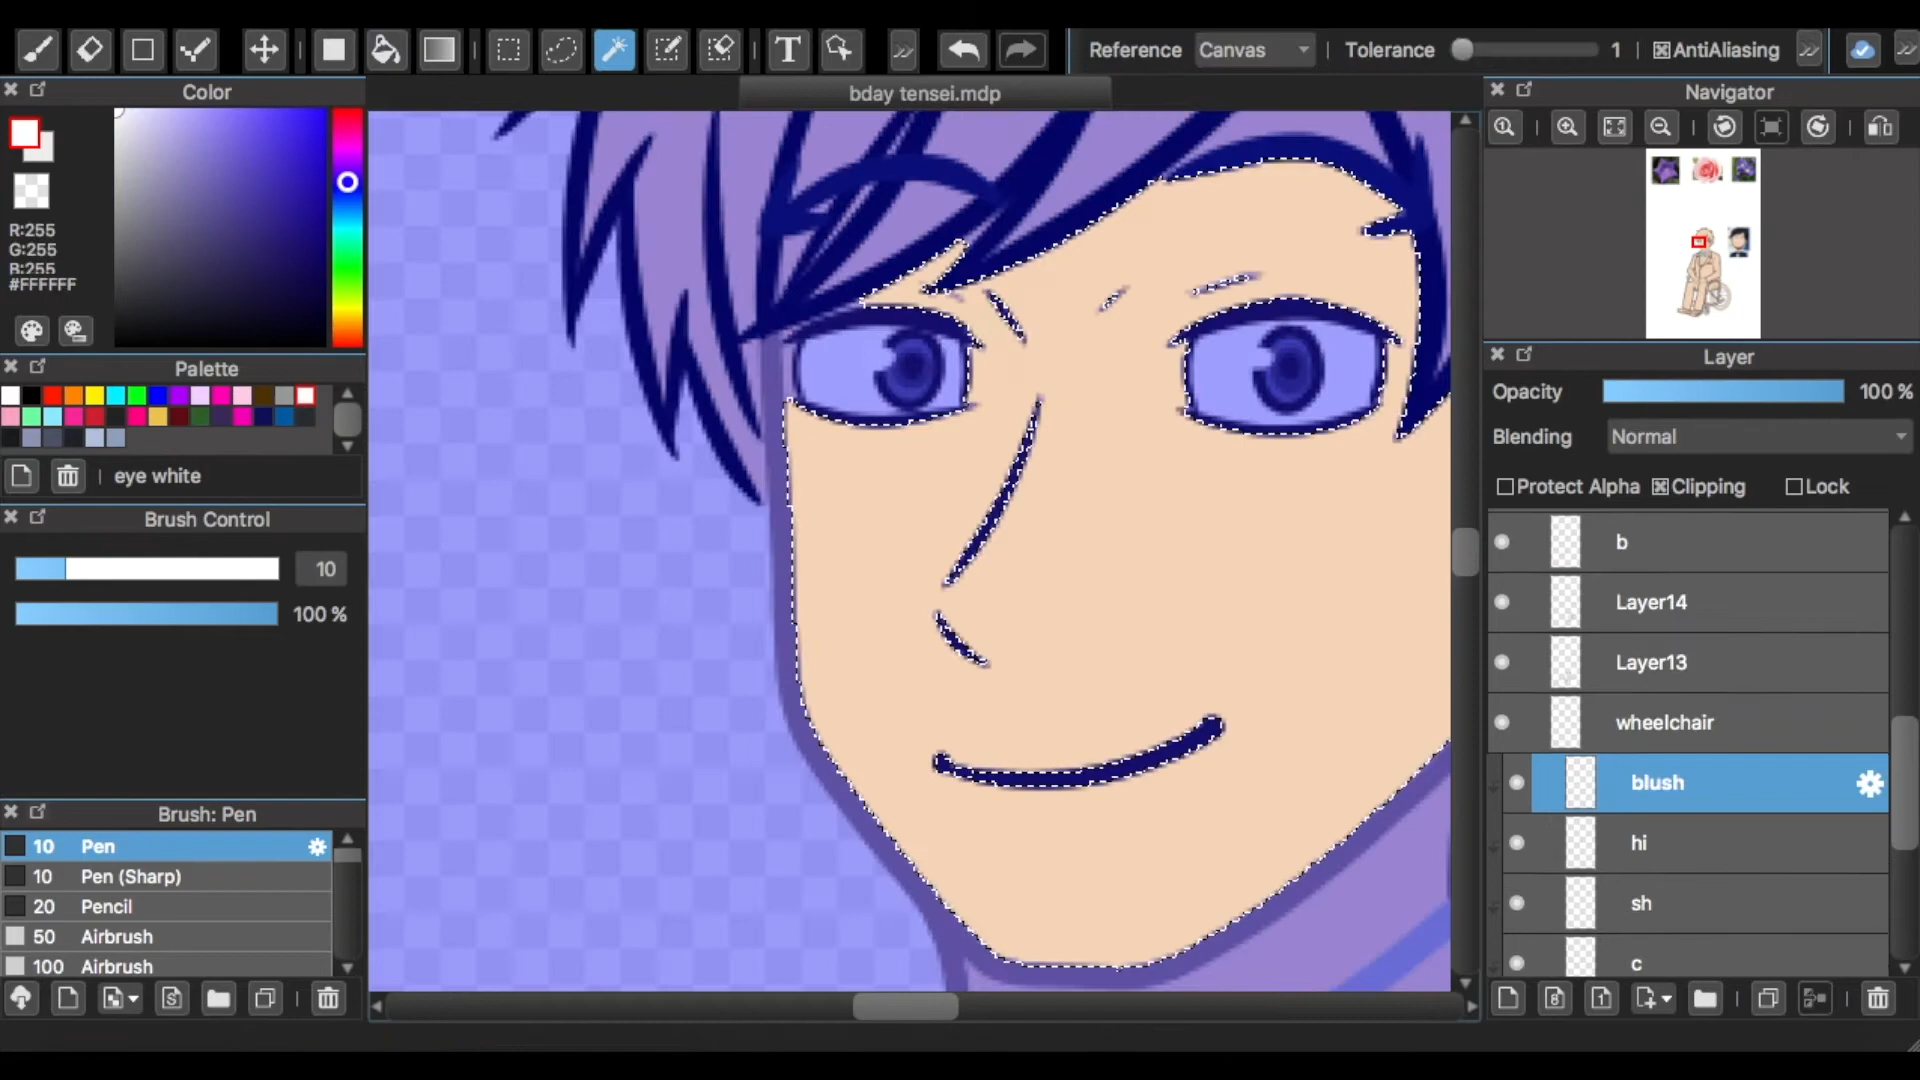 T
Reference Canvas Tolerance 1 AntiAliasing
Color
bday tensei.mdp
Navigator
R:255
G:255
B:255
#FFFFFF
Palette
eye white
Brush Control
10
100 %
Brush: Pen
10 Pen
10 Pen (Sharp)
20 Pencil
50 Airbrush
100 Airbrush
Layer
Opacity 100 %
Blending Normal
Protect Alpha Clipping Lock
b
Layer14
Layer13
wheelchair
blush
hi
sh
c